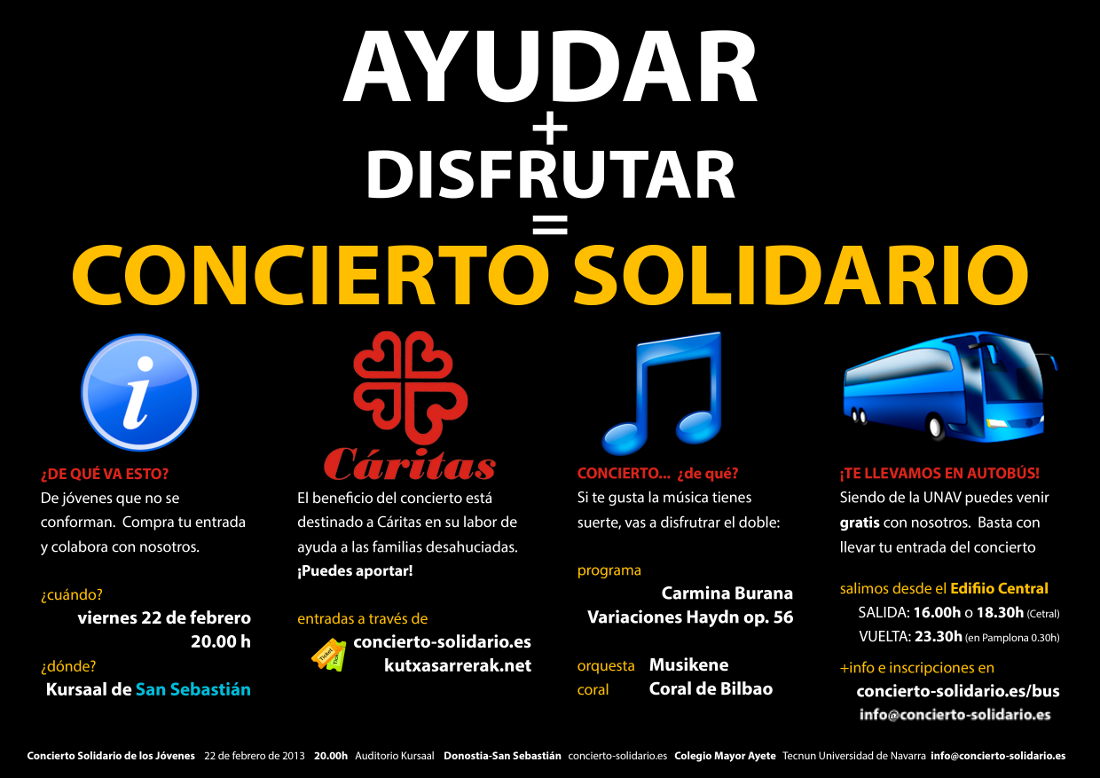 AYUDAR
+
DISFRUTAR
=
CONCIERTO SOLIDARIO
i
¿DE QUÉ VA ESTO?
De jóvenes que no se
conforman. Compra tu entrada
y colabora con nosotros.
¿cuándo?
viernes 22 de febrero
20.00 h
¿dónde?
Kursaal de San Sebastián
Cáritas
El beneficio del concierto está
destinado a Cáritas en su labor de
ayuda a las familias desahuciadas.
¡Puedes aportar!
entradas a través de
Ticket
concierto-solidario.es
kutxasarrerak.net
CONCIERTO... ¿de qué?
Si te gusta la música tienes
suerte, vas a disfrutar el doble:
programa
Carmina Burana
Variaciones Haydn op. 56
orquesta Musikene
coral Coral de Bilbao
¡TE LLEVAMOS EN AUTOBÚS!
Siendo de la UNAV puedes venir
gratis con nosotros. Basta con
llevar tu entrada del concierto
salimos desde el Edifiio Central
SALIDA: 16.00h o 18.30h (Cetral)
VUELTA: 23.30h (en Pamplona 0.30h)
+info e inscripciones en
concierto-solidario.es/bus
info@concierto-solidario.es
Concierto Solidario de los Jóvenes 22 de febrero de 2013 20.00h Auditorio Kursaal Donostia-San Sebastián concierto-solidario.es Colegio Mayor Ayete Tecnun Universidad de Navarra info@concierto-solidario.es